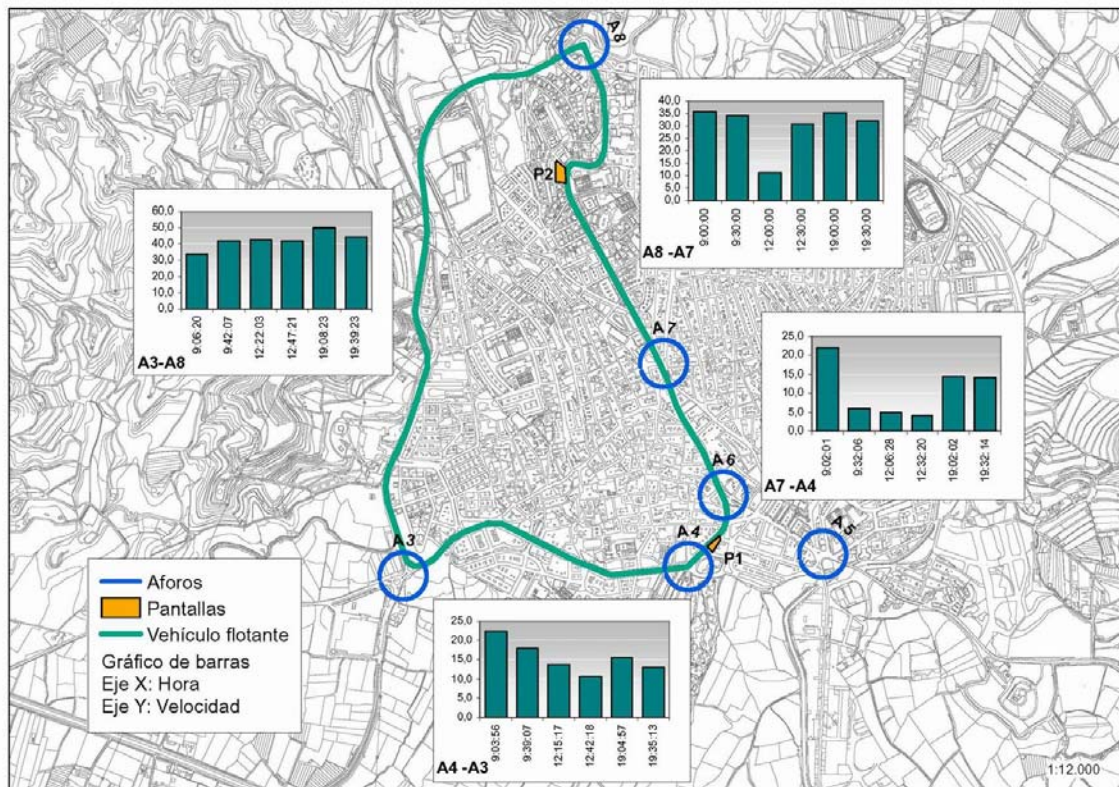 A8
P2
A8 -A7
40,0
35,0
30,0
25,0
20,0
15,0
10,0
5,0
0,0
9:00:00
9:30:00
12:00:00
12:30:00
19:00:00
19:30:00
A3-A8
60,0
50,0
40,0
30,0
20,0
10,0
0,0
9:06:20
9:42:07
12:22:03
12:47:21
19:08:23
19:39:23
A7
A7 -A4
25,0
20,0
15,0
10,0
5,0
0,0
9:02:01
9:32:06
12:06:28
12:32:20
19:02:02
19:32:14
A6
A5
A4
P1
A3
Aforos
Pantallas
Vehículo flotante
Gráfico de barras
Eje X: Hora
Eje Y: Velocidad
25,0
20,0
15,0
10,0
5,0
0,0
9:03:56
9:39:07
12:15:17
12:42:18
19:04:57
19:35:13
A4 -A3
1:12.000